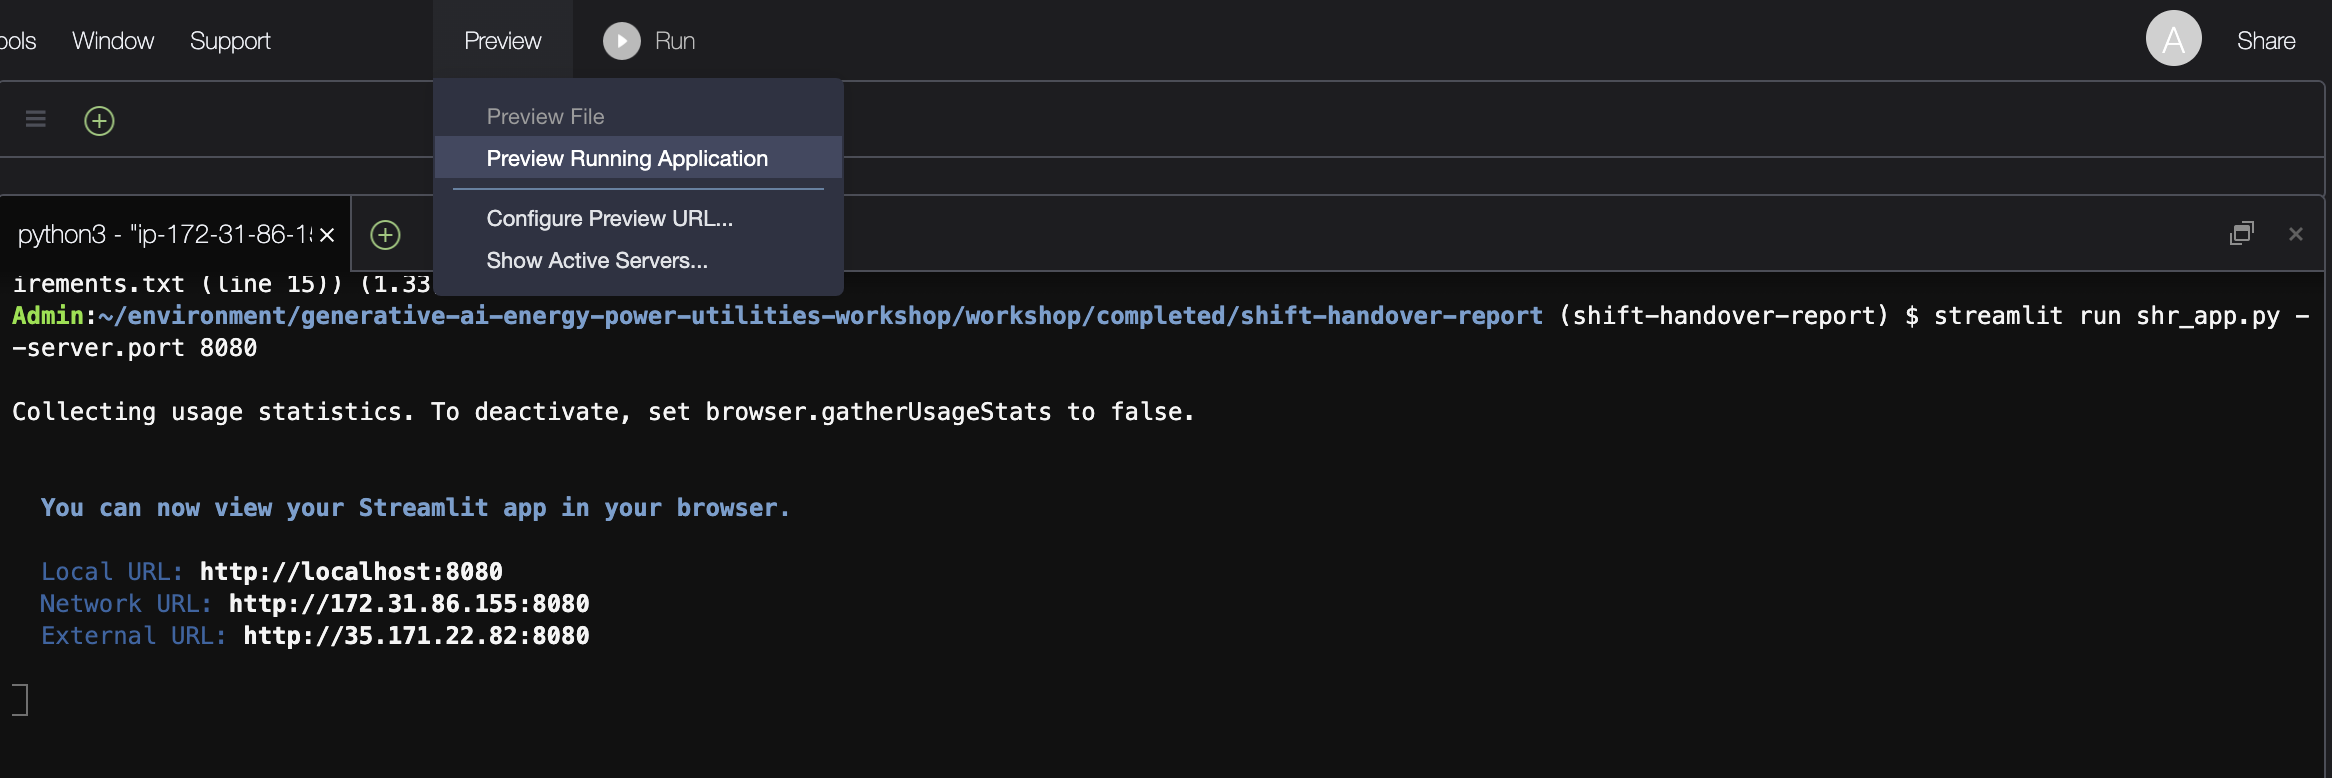 Window Support Preview Run A Share
Preview File
Preview Running Application
Configure Preview URL...
Show Active Servers...
python3 - "ip-172-31-86-15
irements.txt (line 15)) (1.33
Admin:~/environment/generative-ai-energy-power-utilities-workshop/workshop/completed/shift-handover-report (shift-handover-report) $ streamlit run shr_app.py -
-server.port 8080
Collecting usage statistics. To deactivate, set browser.gatherUsageStats to false.
You can now view your Streamlit app in your browser.
Local URL: http://localhost:8080
Network URL: http://172.31.86.155:8080
External URL: http://35.171.22.82:8080